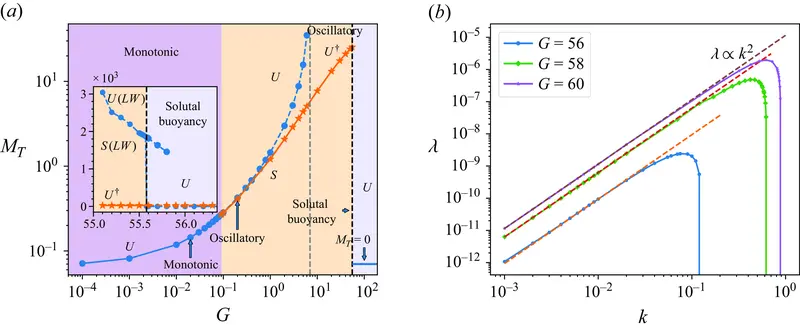 (a)
Monotonic
Oscillatory
U†
U
× 10³
3
2
1
0
U(LW)
S(LW)
Solutal
buoyancy
U†
U
55.0
55.5
56.0
S
U
Solutal
buoyancy
M_T = 0
Oscillatory
U
Monotonic
M_T
10¹
10⁰
10⁻¹
10⁻⁴
10⁻³
10⁻²
10⁻¹
10⁰
10¹
10²
G
(b)
G = 56
G = 58
G = 60
λ ∝ k²
λ
10⁻⁵
10⁻⁶
10⁻⁷
10⁻⁸
10⁻⁹
10⁻¹⁰
10⁻¹¹
10⁻¹²
10⁻³
10⁻²
10⁻¹
10⁰
k